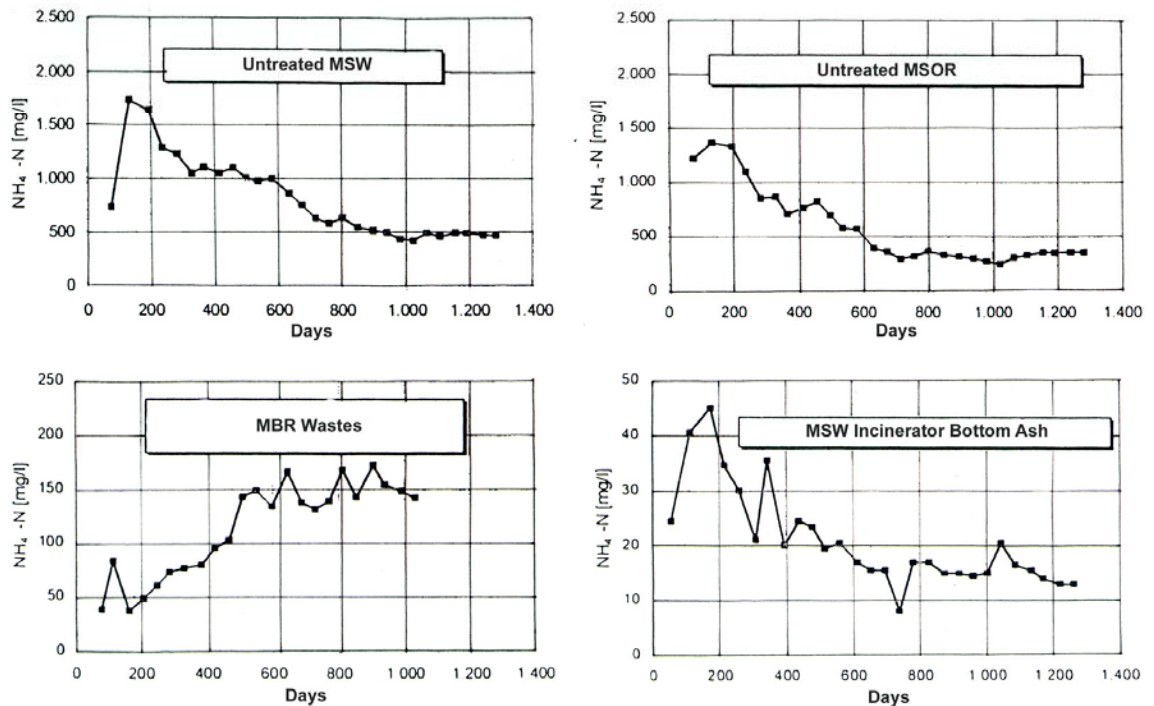 Untreated MSW
NH₄ -N [mg/l]
2.500
2.000
1.500
1.000
500
0
0 200 400 600 800 1.000 1.200 1.400
Days
Untreated MSOR
NH₄ -N [mg/l]
2.500
2.000
1.500
1.000
500
0
0 200 400 600 800 1.000 1.200 1.400
Days
MBR Wastes
NH₄ -N [mg/l]
250
200
150
100
50
0
0 200 400 600 800 1 000 1.200 1 400
Days
MSW Incinerator Bottom Ash
NH₄ -N [mg/l]
50
40
30
20
10
0
0 200 400 600 800 1 000 1 200 1 400
Days